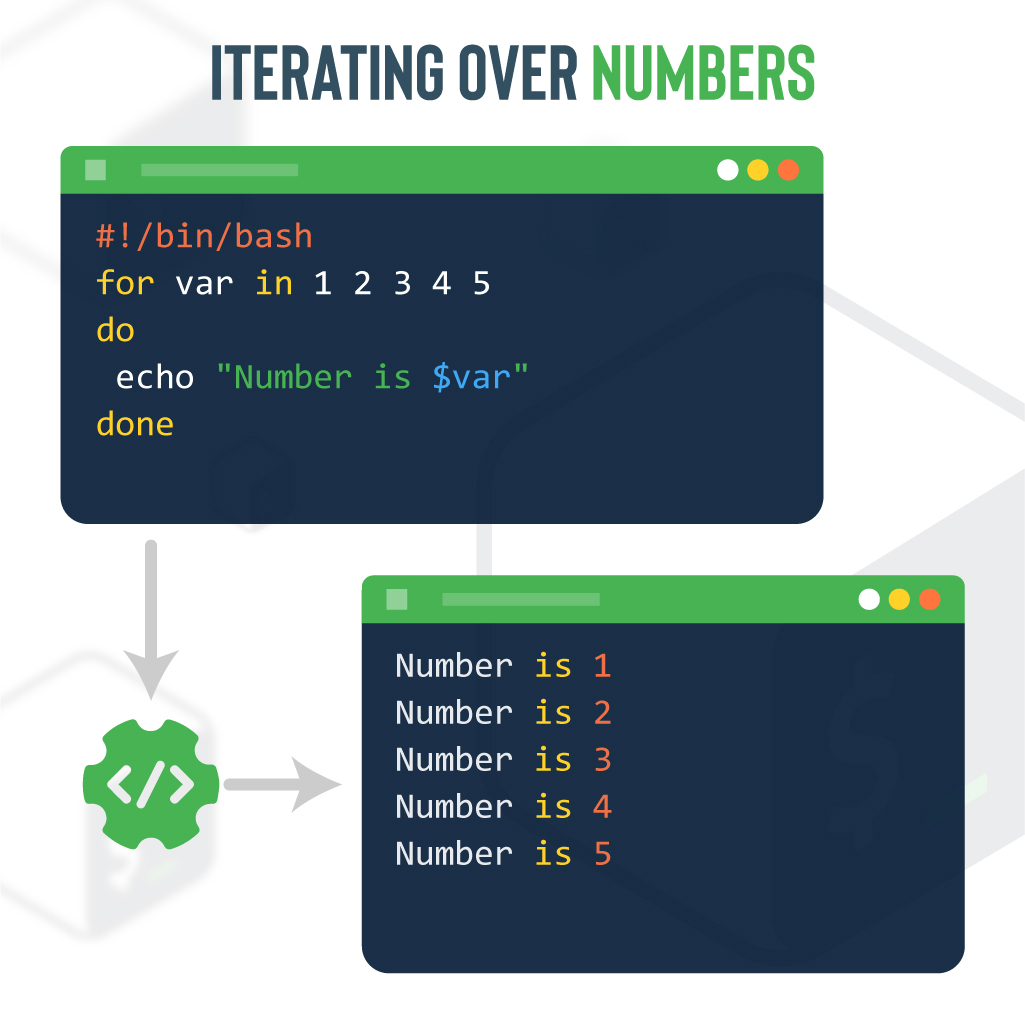 ITERATING OVER NUMBERS
#!/bin/bash
for var in 1 2 3 4 5
do
 echo "Number is $var"
done
</>
Number is 1
Number is 2
Number is 3
Number is 4
Number is 5